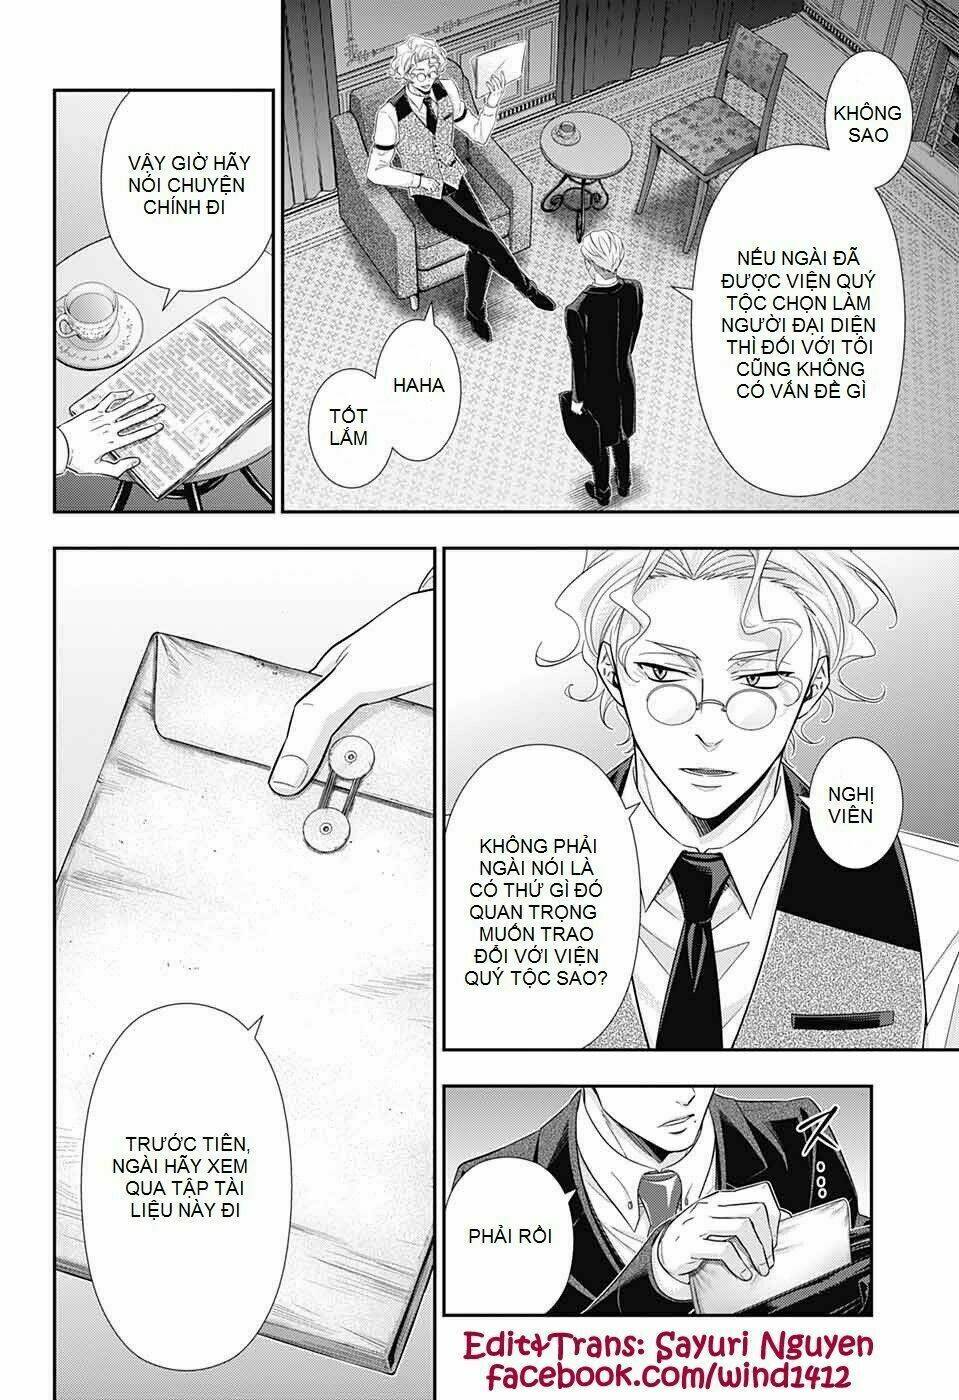 KHÔNG
SAO
NẾU NGÀI ĐÃ
ĐƯỢC VIỆN QUÝ
TỘC CHỌN LÀM
NGƯỜI ĐẠI DIỆN
THÌ ĐỐI VỚI TÔI
CŨNG KHÔNG
CÓ VẤN ĐỀ GÌ
HAHA
TỐT
LẮM
VẬY GIỜ HÃY
NÓI CHUYỆN
CHÍNH ĐI
NGHỊ
VIÊN
KHÔNG PHẢI
NGÀI NÓI LÀ
CÓ THỨ GÌ ĐÓ
QUAN TRỌNG
MUỐN TRAO
ĐỔI VỚI VIỆN
QUÝ TỘC SAO?
PHẢI RỒI
TRƯỚC TIÊN,
NGÀI HÃY XEM
QUA TẬP TÀI
LIỆU NÀY ĐI
Edit&Trans: Sayuri Nguyen
facebook.com/wind1412